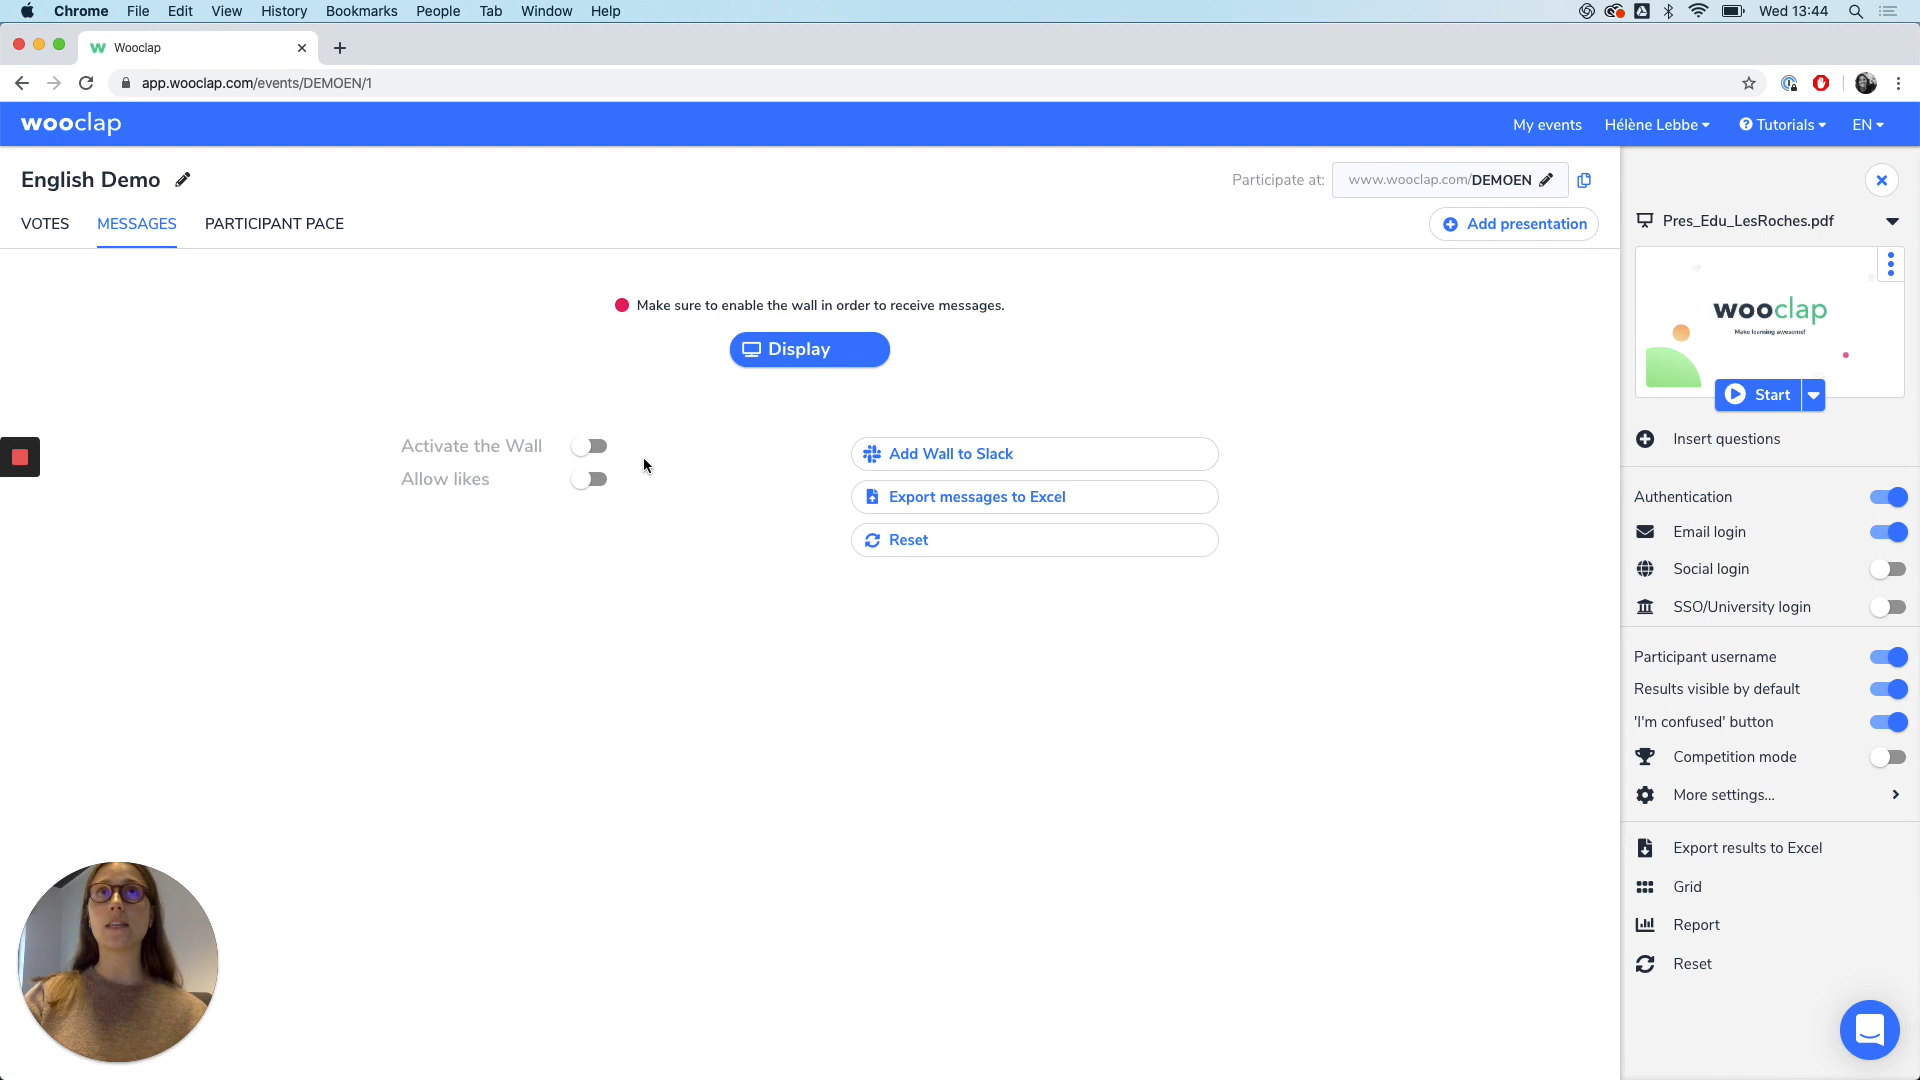 Chrome File Edit View History Bookmarks People Tab Window Help Wed 13:44
Wooclap
app.wooclap.com/events/DEMOEN/1
wooclap My events Hélène Lebbe Tutorials EN
English Demo Participate at: www.wooclap.com/DEMOEN
VOTES MESSAGES PARTICIPANT PACE Add presentation
Make sure to enable the wall in order to receive messages.
Display
Activate the Wall
Allow likes
Add Wall to Slack
Export messages to Excel
Reset
Pres_Edu_LesRoches.pdf
wooclap
Make learning awesome!
Start
Insert questions
Authentication
Email login
Social login
SSO/University login
Participant username
Results visible by default
'I'm confused' button
Competition mode
More settings...
Export results to Excel
Grid
Report
Reset